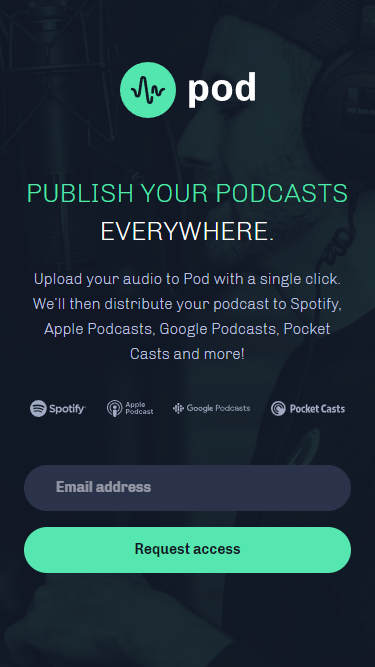 pod
PUBLISH YOUR PODCASTS
EVERYWHERE.
Upload your audio to Pod with a single click.
We'll then distribute your podcast to Spotify,
Apple Podcasts, Google Podcasts, Pocket
Casts and more!
Spotify
Apple
Podcast
Google Podcasts
Pocket Casts
Email address
Request access